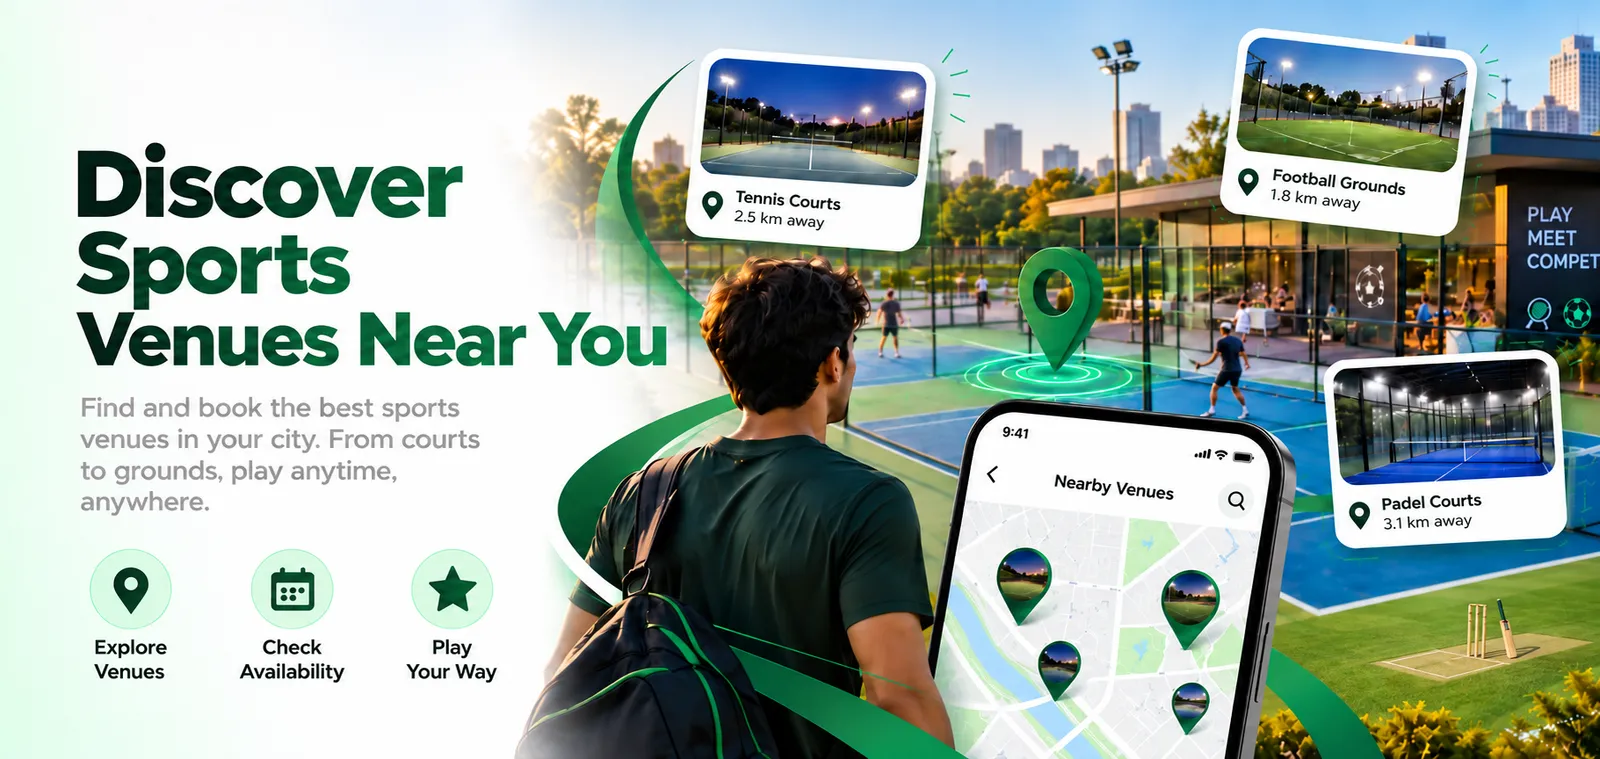 Discover
Sports
Venues Near You
Find and book the best sports
venues in your city. From courts
to grounds, play anytime,
anywhere.
Explore
Venues
Check
Availability
Play
Your Way
Tennis Courts
2.5 km away
Football Grounds
1.8 km away
PLAY
MEET
COMPET
Padel Courts
3.1 km away
9:41
Nearby Venues